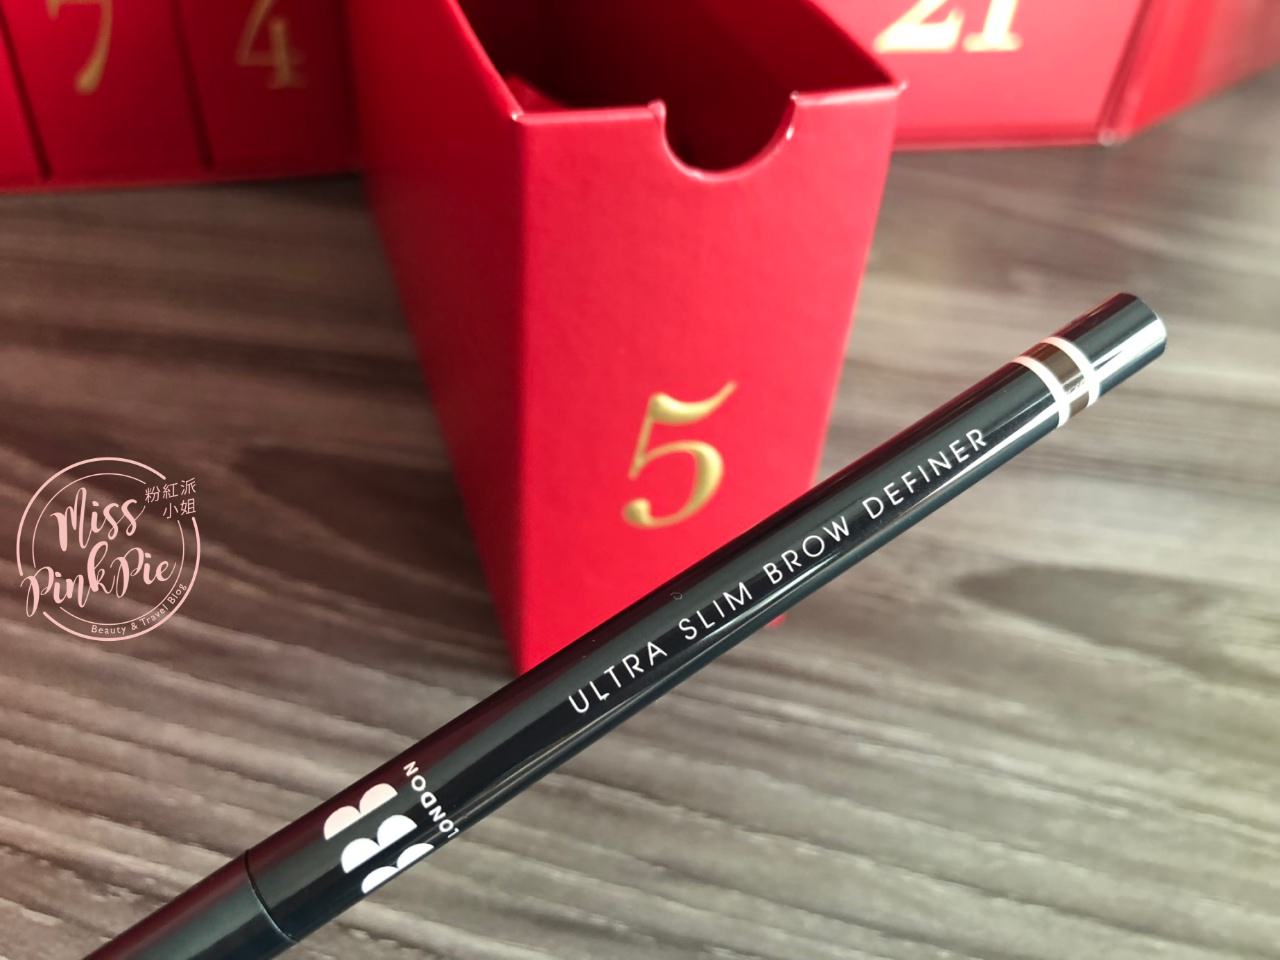 7
4
21
5
ULTRA SLIM BROW DEFINER
BBB
LONDON
Miss
粉紅派
小姐
PinkPie
Beauty & Travel Blog